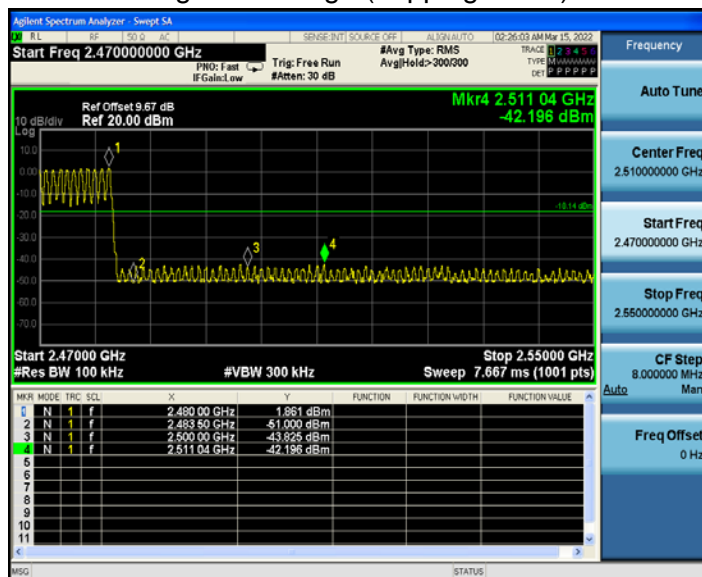 Agilent Spectrum Analyzer - Swept SA
RL RF 50 Ω AC SENSE:INT SOURCE OFF ALIGN AUTO 02:26:03 AM Mar 15, 2022
Start Freq 2.470000000 GHz
PNO: Fast
IFGain:Low
Trig: Free Run
#Atten: 30 dB
#Avg Type: RMS
Avg|Hold:>300/300
TRACE 1 2 3 4 5 6
TYPE M
DET P P P P P P
Ref Offset 9.67 dB
Ref 20.00 dBm
10 dB/div
Log
Mkr4 2.511 04 GHz
-42.196 dBm
10.0
0.00
-10.0
-20.0
-30.0
-40.0
-50.0
-60.0
-70.0
1
2
3
4
Start 2.47000 GHz
Stop 2.55000 GHz
#Res BW 100 kHz
#VBW 300 kHz
Sweep 7.667 ms (1001 pts)
MKR MODE TRC SCL X Y FUNCTION FUNCTION WIDTH FUNCTION VALUE
1 N 1 f 2.480 00 GHz 1.861 dBm
2 N 1 f 2.483 50 GHz -51.000 dBm
3 N 1 f 2.500 00 GHz -43.825 dBm
4 N 1 f 2.511 04 GHz -42.196 dBm
5
6
7
8
9
10
11
MSG
STATUS
Frequency
Auto Tune
Center Freq
2.510000000 GHz
Start Freq
2.470000000 GHz
Stop Freq
2.550000000 GHz
CF Step
8.000000 MHz
Auto Man
Freq Offset
0 Hz